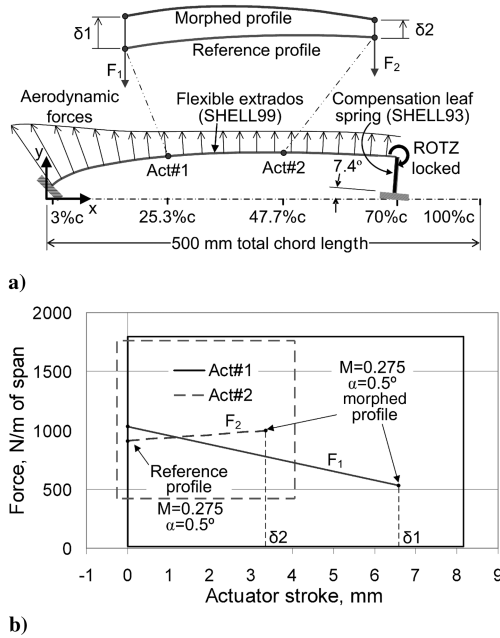 Morphed profile
δ1
δ2
Reference profile
F1
F2
Aerodynamic forces
Flexible extrados (SHELL99)
Compensation leaf spring (SHELL93)
y
Act#1
Act#2
7.4º
ROTZ locked
x
3%c
25.3%c
47.7%c
70%c
100%c
500 mm total chord length
a)
2000
1500
1000
500
0
Force, N/m of span
Act#1
Act#2
M=0.275
α=0.5º
morphed profile
F2
Reference profile
M=0.275
α=0.5º
F1
δ2
δ1
-1 0 1 2 3 4 5 6 7 8 9
Actuator stroke, mm
b)